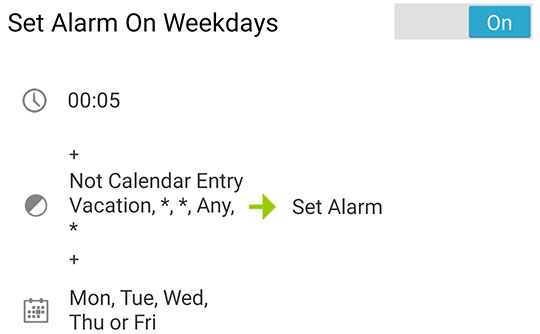 Set Alarm On Weekdays
On
00:05
+
Not Calendar Entry
Vacation, *, *, Any,
*
Set Alarm
+
Mon, Tue, Wed,
Thu or Fri